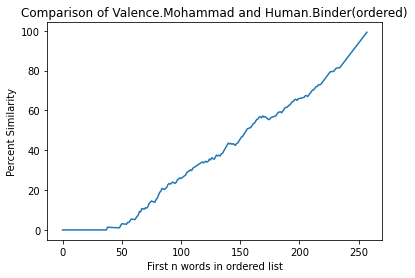 Comparison of Valence.Mohammad and Human.Binder(ordered)
100
80
60
40
20
0
Percent Similarity
0 50 100 150 200 250
First n words in ordered list